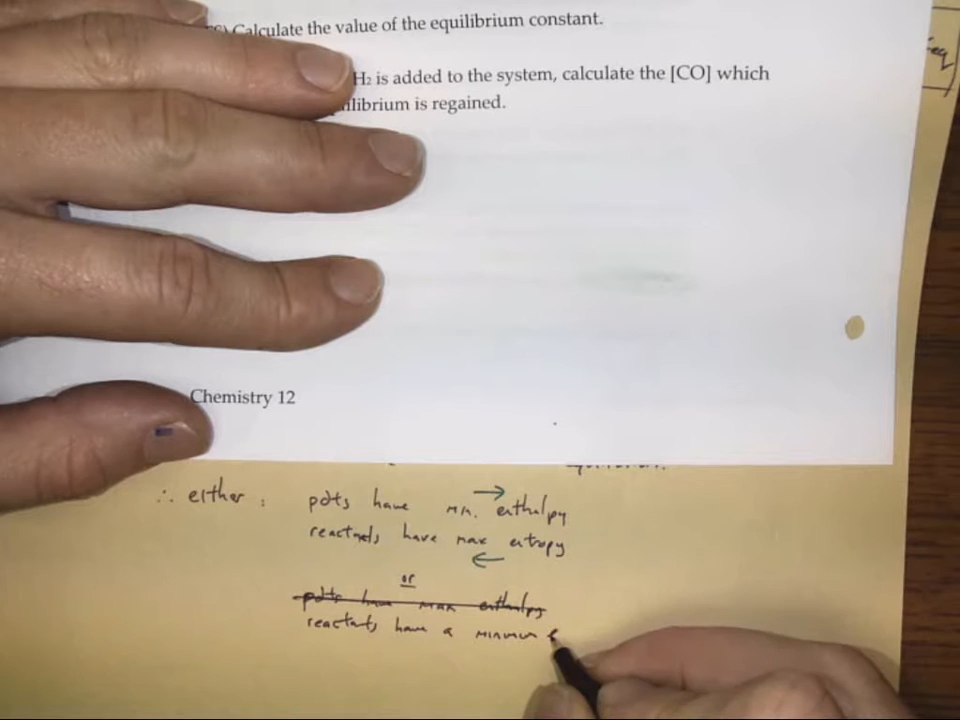 Calculate the value of the equilibrium constant.
H₂ is added to the system, calculate the [CO] which
ilibrium is regained.
Chemistry 12
∴ either : pdts have min. enthalpy →
reactants have max entropy
←
or
pdts have max enthalpy
reactants have a minimum